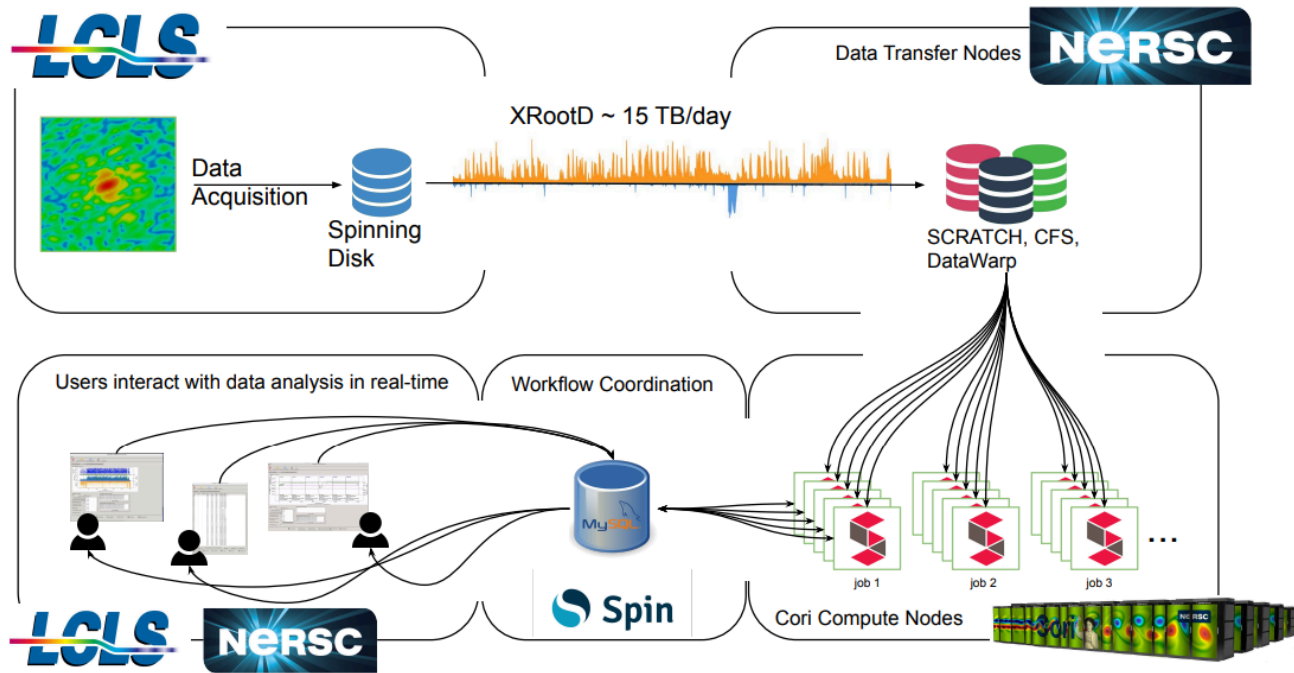 LCLS
Data Transfer Nodes
NERSC
XRootD ~ 15 TB/day
Data
Acquisition
Spinning
Disk
SCRATCH, CFS,
DataWarp
Users interact with data analysis in real-time
Workflow Coordination
MySQL
job 1
job 2
job 3
...
Spin
Cori Compute Nodes
cori
NERSC
LCLS
NERSC